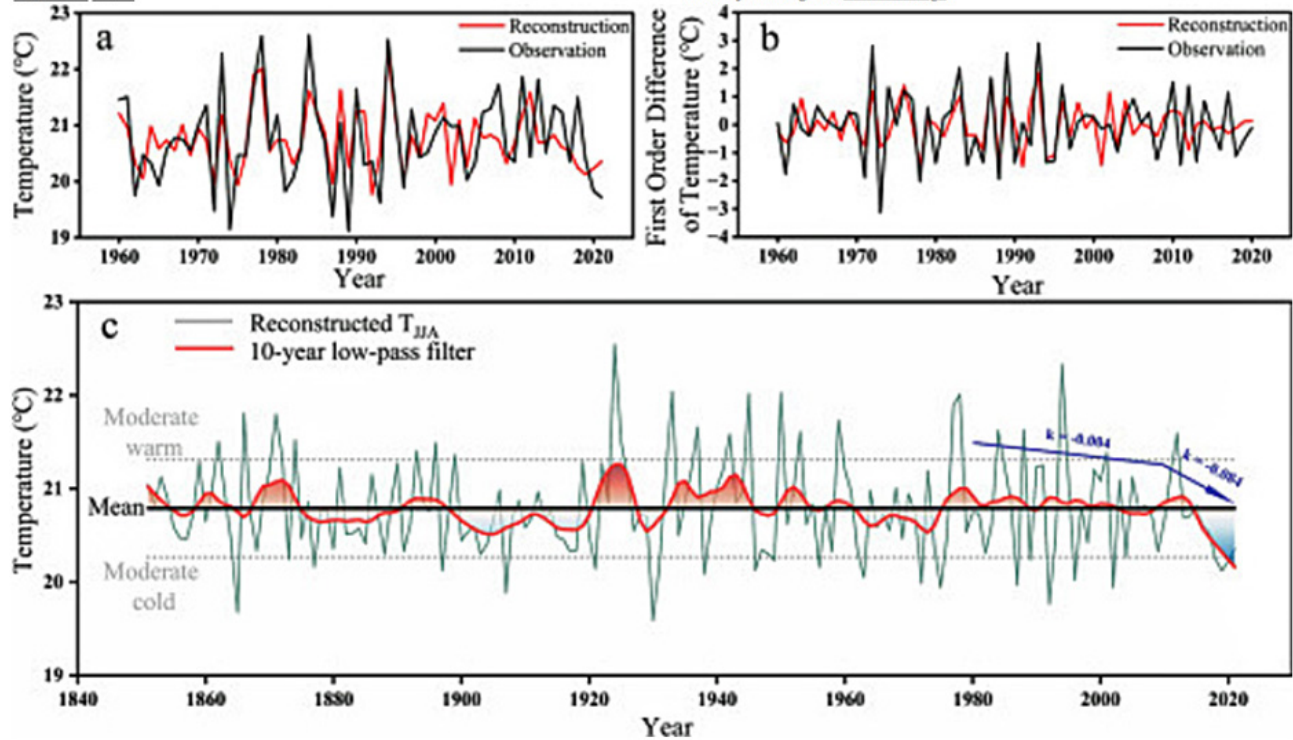 a
Reconstruction
Observation
Temperature (℃)
23
22
21
20
19
1960 1970 1980 1990 2000 2010 2020
Year
b
Reconstruction
Observation
First Order Difference
of Temperature (℃)
4
3
2
1
0
−1
−2
−3
−4
1960 1970 1980 1990 2000 2010 2020
Year
c
Reconstructed TJJA
10-year low-pass filter
Temperature (℃)
23
22
21
20
19
Moderate
warm
Mean
Moderate
cold
k = -0.004
k = -0.084
1840 1860 1880 1900 1920 1940 1960 1980 2000 2020
Year